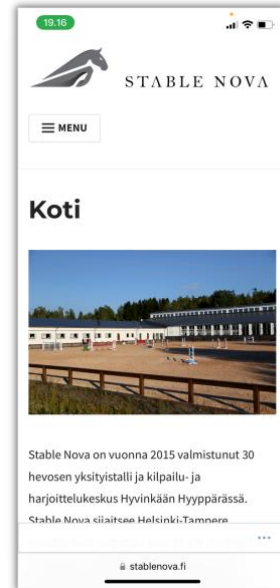 19.16
STABLE NOVA
MENU
Koti
Stable Nova on vuonna 2015 valmistunut 30
hevosen yksityistalli ja kilpailu- ja
harjoittelukeskus Hyvinkään Hyyppärässä.
Stable Nova sijaitsee Helsinki-Tampere
stablenova.fi